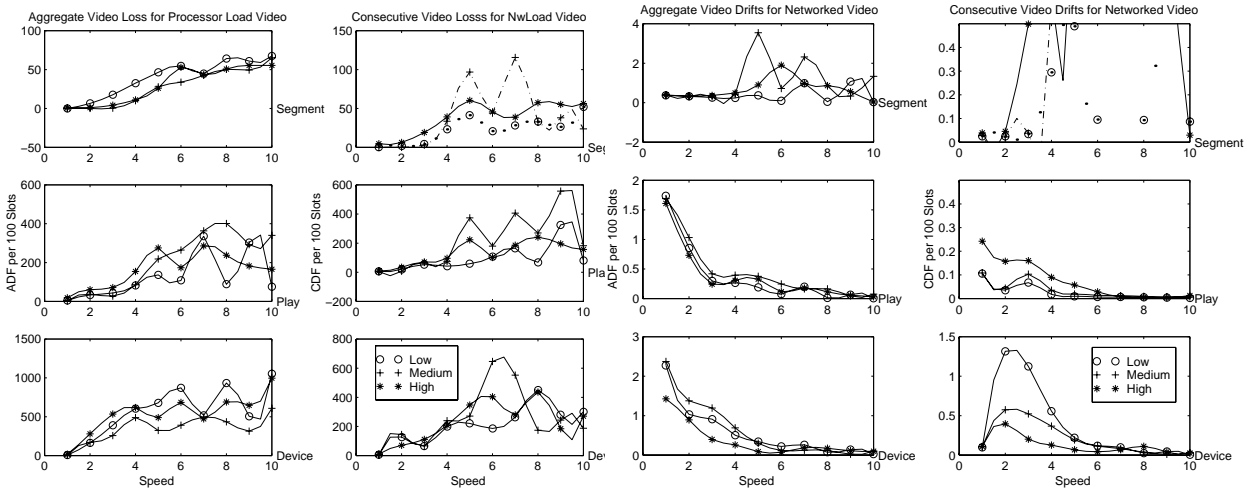 Aggregate Video Loss for Processor Load Video
100
50
0
−50
0 2 4 6 8 10
Segment
600
400
200
0
0 2 4 6 8 10
Play
ADF per 100 Slots
1500
1000
500
0
0 2 4 6 8 10
Device
Speed
Consecutive Video Losss for NwLoad Video
150
100
50
0
0 2 4 6 8 10
Seg
600
400
200
0
−200
0 2 4 6 8 10
Pla
CDF per 100 Slots
800
600
400
200
0
0 2 4 6 8 10
Low
Medium
High
Dev
Speed
Aggregate Video Drifts for Networked Video
4
2
0
−2
0 2 4 6 8 10
Segment
2
1.5
1
0.5
0
0 2 4 6 8 10
Play
ADF per 100 Slots
3
2
1
0
0 2 4 6 8 10
Device
Speed
Consecutive Video Drifts for Networked Video
0.4
0.3
0.2
0.1
0
0 2 4 6 8 10
Segment
0.5
0.4
0.3
0.2
0.1
0
0 2 4 6 8 10
Play
CDF per 100 Slots
1.5
1
0.5
0
0 2 4 6 8 10
Low
Medium
High
Device
Speed